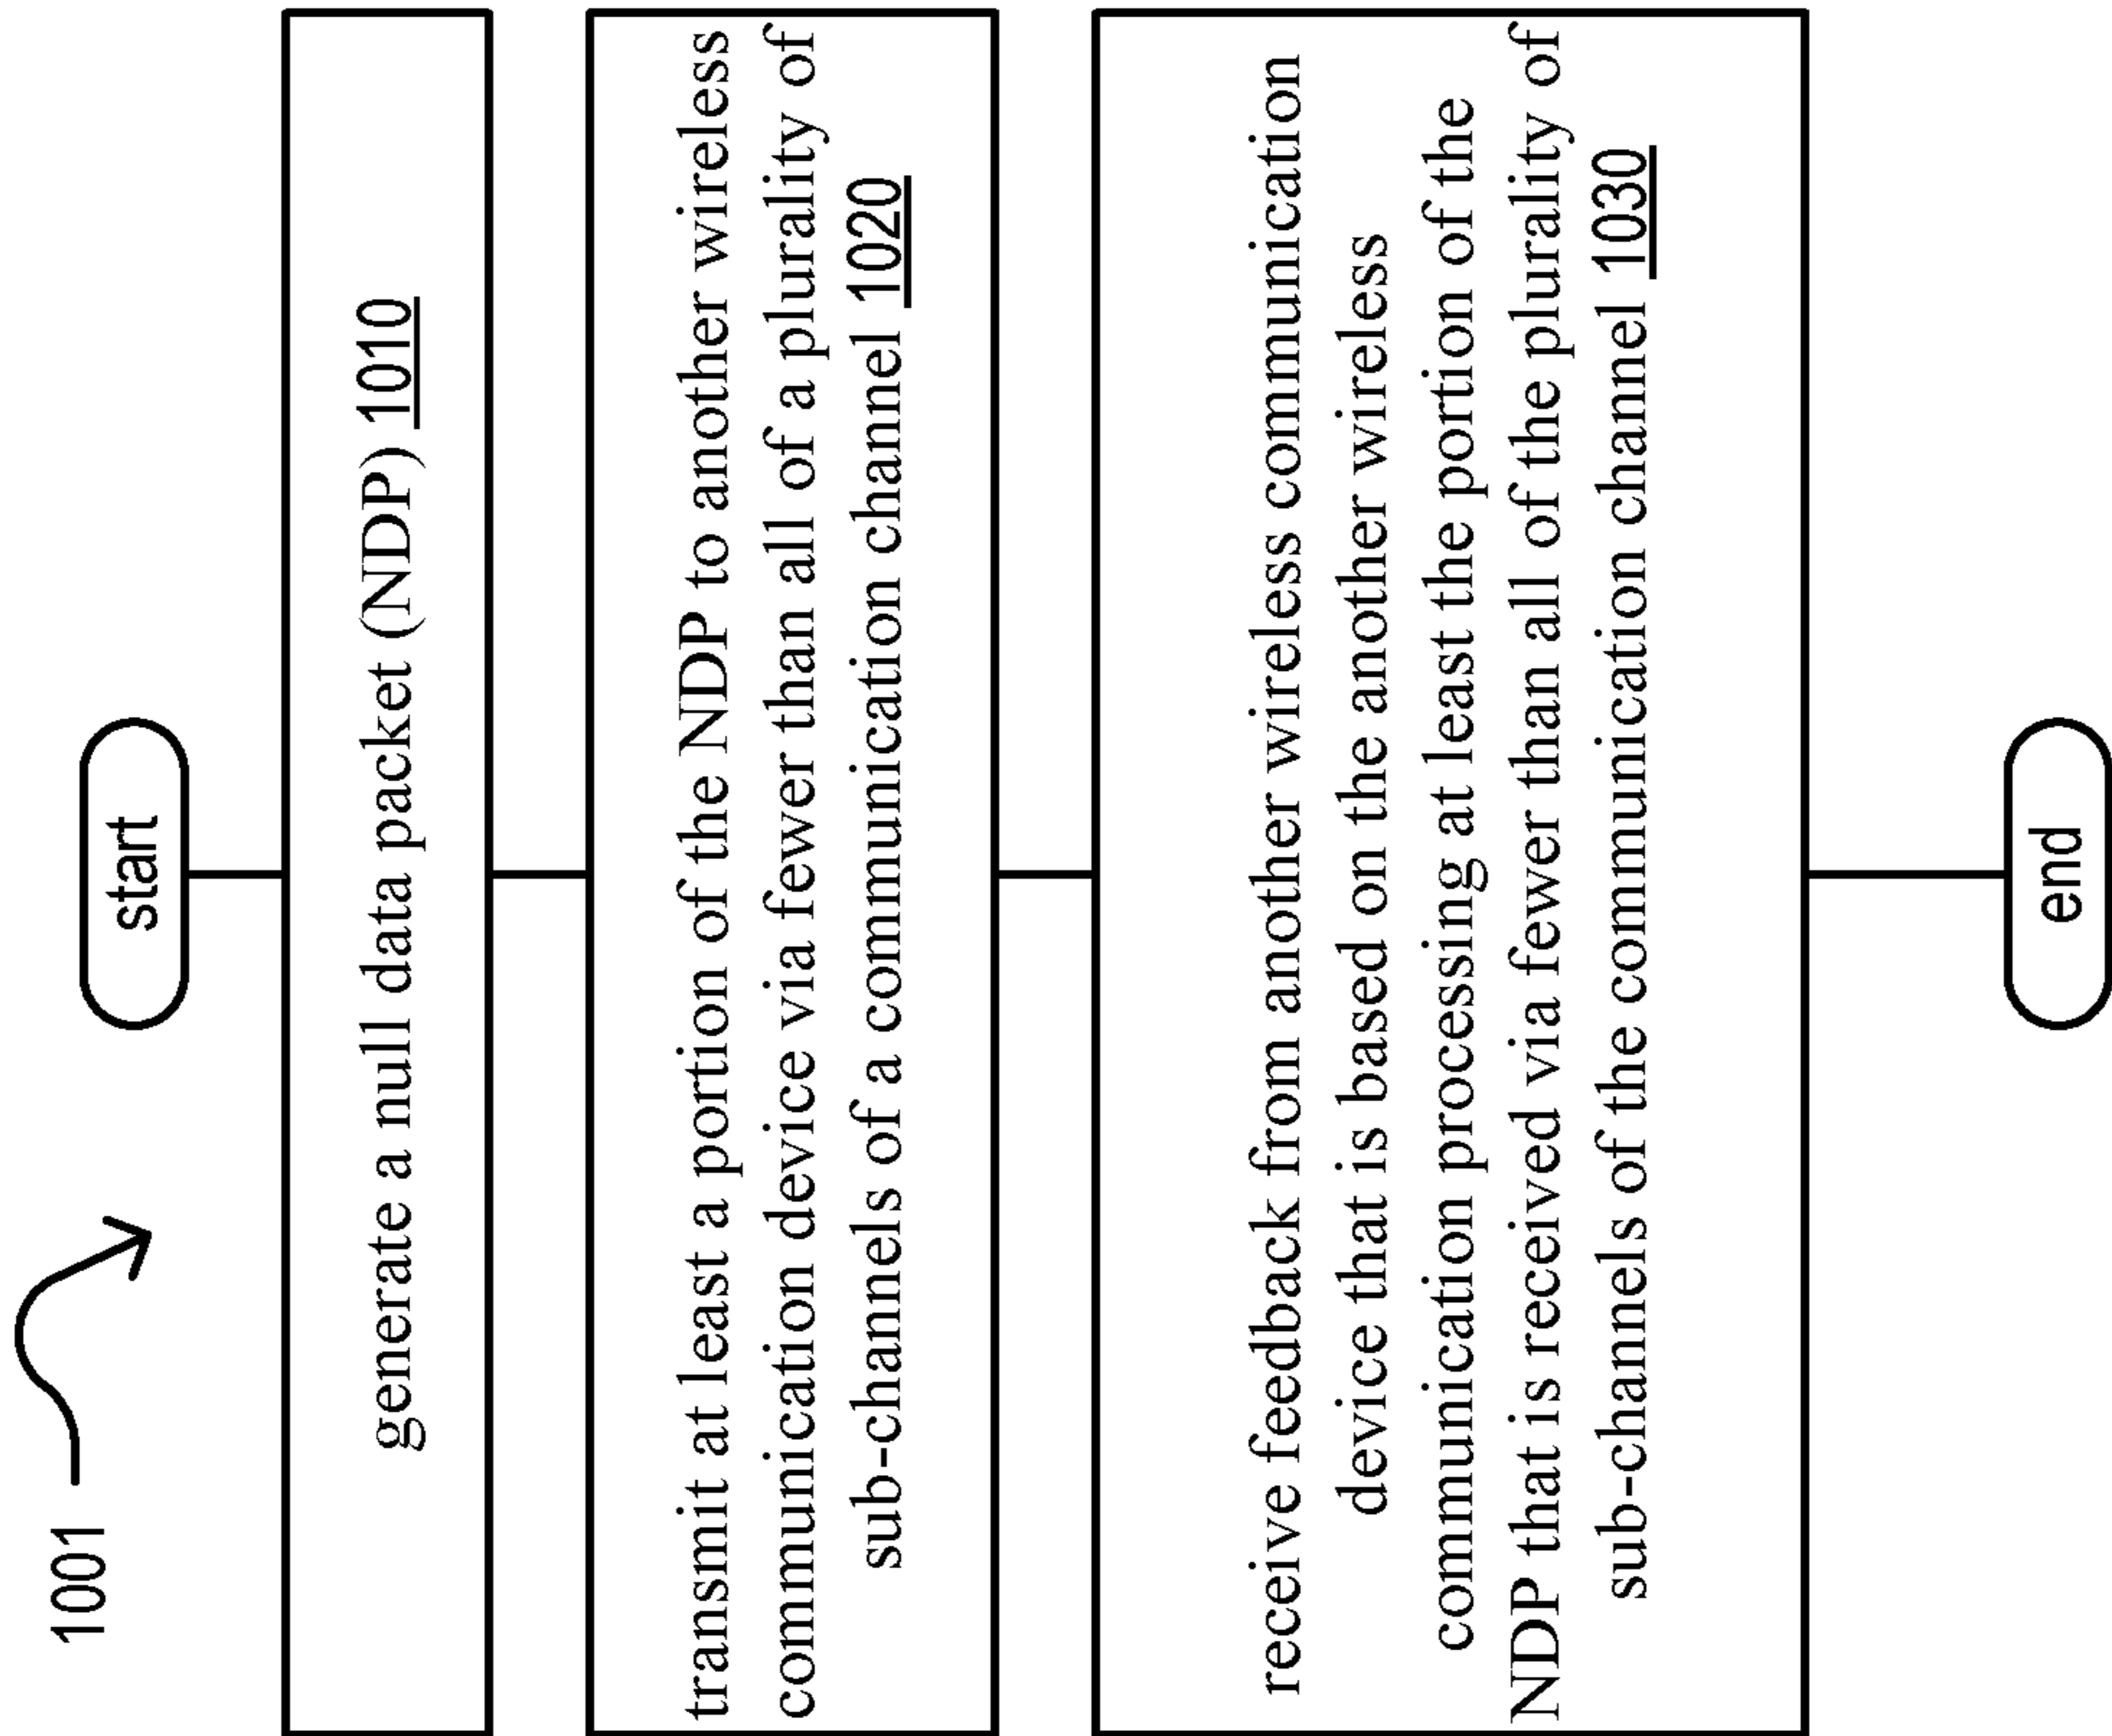 1001
start
generate a null data packet (NDP) 1010
transmit at least a portion of the NDP to another wireless
communication device via fewer than all of a plurality of
sub-channels of a communication channel 1020
receive feedback from another wireless communication
device that is based on the another wireless
communication processing at least the portion of the
NDP that is received via fewer than all of the plurality of
sub-channels of the communication channel 1030
end